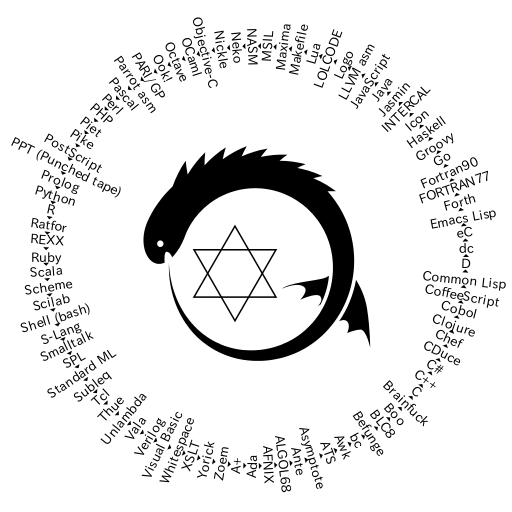 Ruby
Scala
Scheme
Scilab
Shell (bash)
S-Lang
Smalltalk
SPL
Standard ML
Subleq
Tcl
Thue
Unlambda
Vala
Verilog
Visual Basic
Whitespace
XSLT
Yorick
Zoem
A+
Ada
AFNIX
ALGOL68
Ante
Asymptote
ATS
Awk
bc
Befunge
BLC8
Boo
Brainfuck
C++
C#
CDuce
Chef
Clojure
Cobol
CoffeeScript
Common Lisp
D
dc
eC
Emacs Lisp
Forth
FORTRAN77
Fortran90
Go
Groovy
Haskell
Icon
INTERCAL
Jasmin
Java
JavaScript
LLVM asm
Logo
LOLCODE
Lua
Makefile
Maxima
MSIL
NASM
Neko
Nickle
Objective-C
OCaml
Octave
Ook!
PARI/GP
Parrot asm
Pascal
Perl
PHP
Piet
Pike
PostScript
PPT (Punched tape)
Prolog
Python
R
Ratfor
REXX